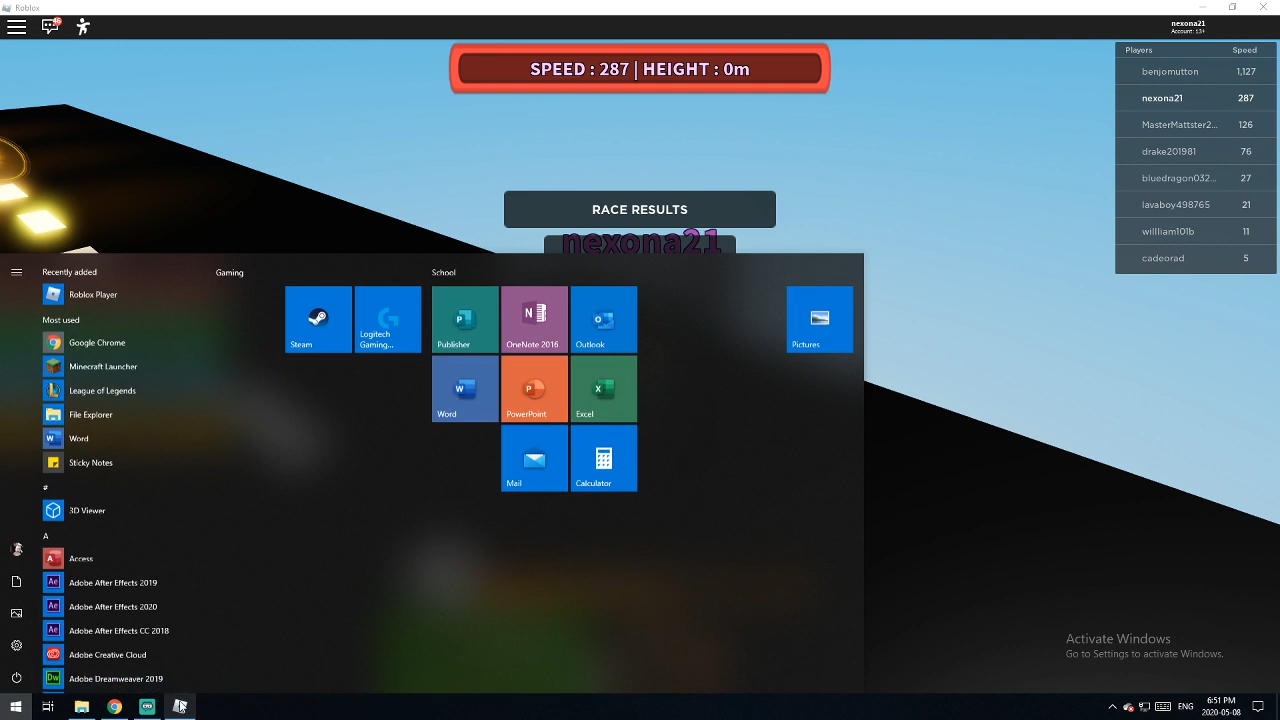 Roblox
46
nexona21
Account: 13+
SPEED : 287 | HEIGHT : 0m
Players Speed
benjomutton 1,127
nexona21 287
MasterMattster2... 126
drake201981 76
bluedragon032... 27
lavaboy498765 21
willliam101b 11
cadeorad 5
RACE RESULTS
nexona21
Recently added
Roblox Player
Most used
Google Chrome
Minecraft Launcher
League of Legends
File Explorer
Word
Sticky Notes
#
3D Viewer
A
Access
Adobe After Effects 2019
Adobe After Effects 2020
Adobe After Effects CC 2018
Adobe Creative Cloud
Adobe Dreamweaver 2019
Gaming
Steam
Logitech
Gaming...
School
Publisher
OneNote 2016
Outlook
Word
PowerPoint
Excel
Mail
Calculator
Pictures
Activate Windows
Go to Settings to activate Windows.
ENG
6:51 PM
2020-05-08